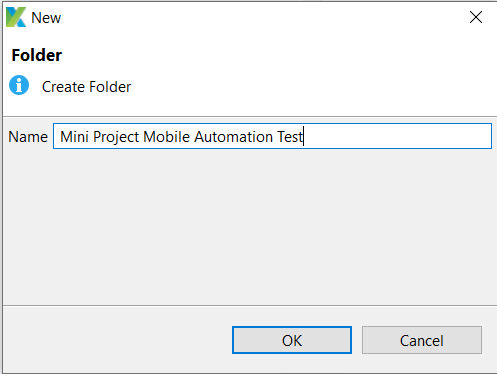 New
Folder
Create Folder
Name Mini Project Mobile Automation Test
OK Cancel